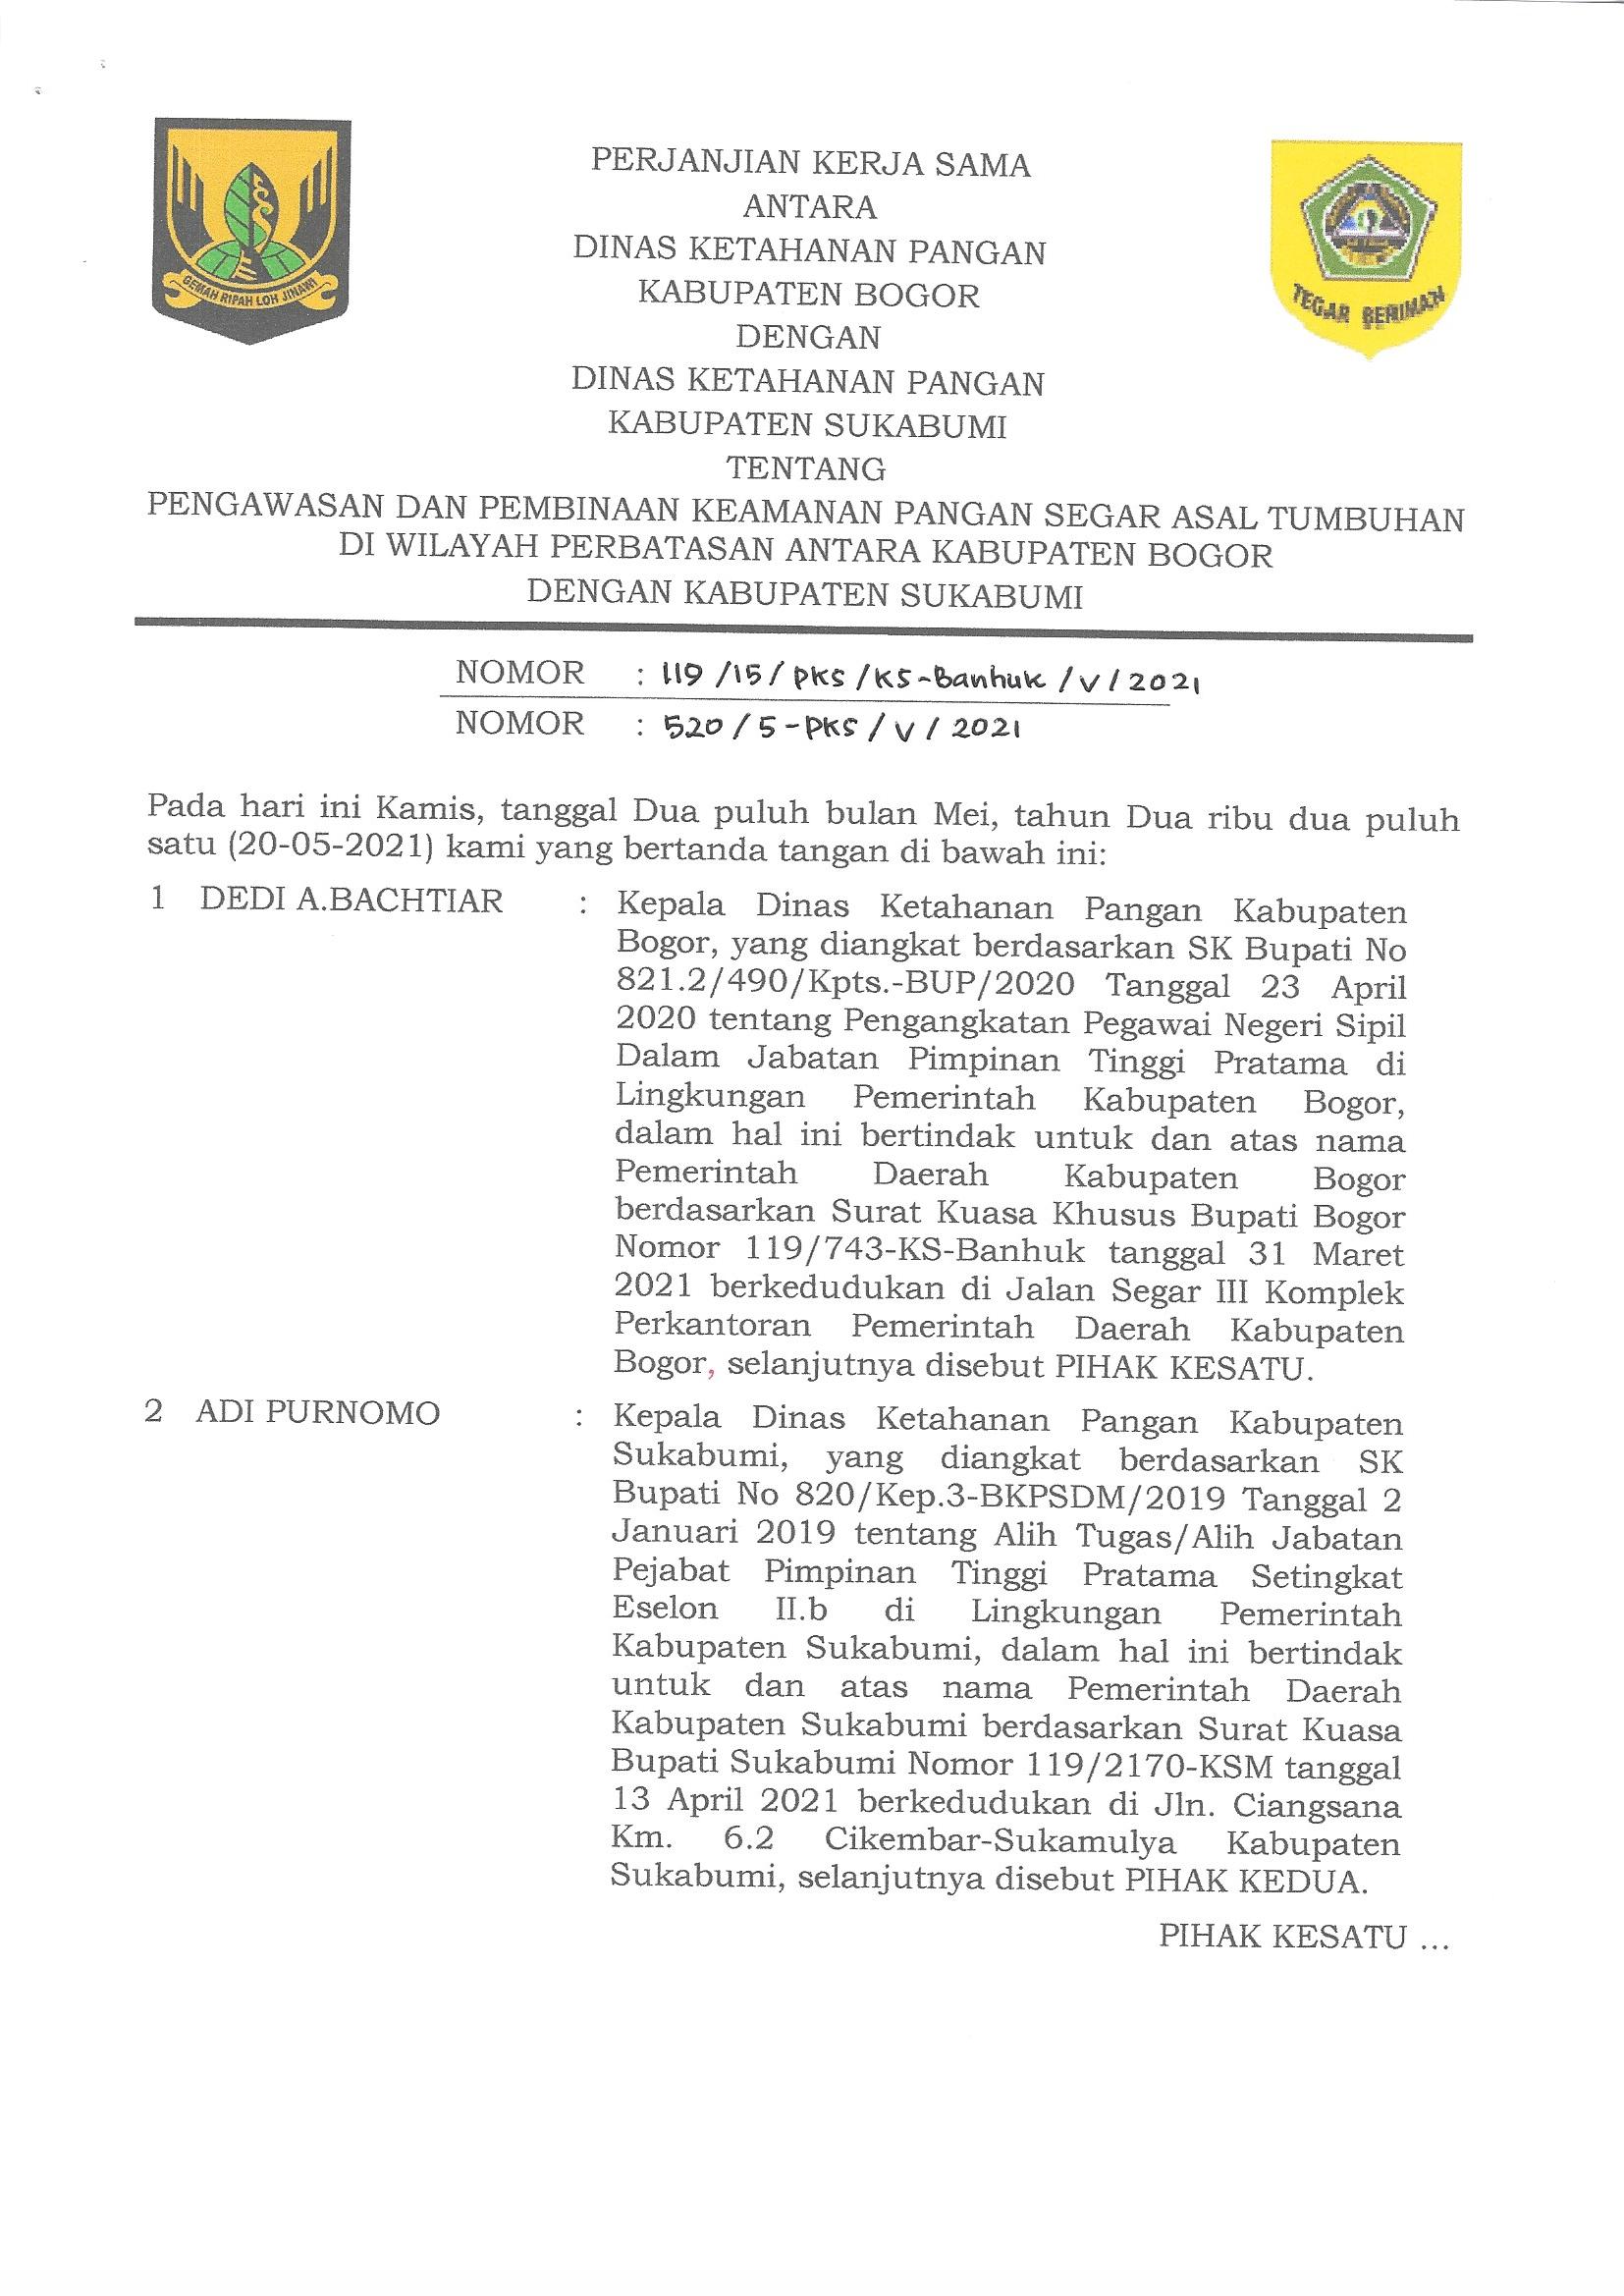 GEMAH RIPAH LOH JINAWI
TEGAR BERIMAN
PERJANJIAN KERJA SAMA
ANTARA
DINAS KETAHANAN PANGAN
KABUPATEN BOGOR
DENGAN
DINAS KETAHANAN PANGAN
KABUPATEN SUKABUMI
TENTANG
PENGAWASAN DAN PEMBINAAN KEAMANAN PANGAN SEGAR ASAL TUMBUHAN
DI WILAYAH PERBATASAN ANTARA KABUPATEN BOGOR
DENGAN KABUPATEN SUKABUMI
NOMOR : 119/15/PKS/KS-Banhuk/V/2021
NOMOR : 520/5-PKS/V/2021
Pada hari ini Kamis, tanggal Dua puluh bulan Mei, tahun Dua ribu dua puluh
satu (20-05-2021) kami yang bertanda tangan di bawah ini:
1 DEDI A.BACHTIAR : Kepala Dinas Ketahanan Pangan Kabupaten
Bogor, yang diangkat berdasarkan SK Bupati No
821.2/490/Kpts.-BUP/2020 Tanggal 23 April
2020 tentang Pengangkatan Pegawai Negeri Sipil
Dalam Jabatan Pimpinan Tinggi Pratama di
Lingkungan Pemerintah Kabupaten Bogor,
dalam hal ini bertindak untuk dan atas nama
Pemerintah Daerah Kabupaten Bogor
berdasarkan Surat Kuasa Khusus Bupati Bogor
Nomor 119/743-KS-Banhuk tanggal 31 Maret
2021 berkedudukan di Jalan Segar III Komplek
Perkantoran Pemerintah Daerah Kabupaten
Bogor, selanjutnya disebut PIHAK KESATU.
2 ADI PURNOMO : Kepala Dinas Ketahanan Pangan Kabupaten
Sukabumi, yang diangkat berdasarkan SK
Bupati No 820/Kep.3-BKPSDM/2019 Tanggal 2
Januari 2019 tentang Alih Tugas/Alih Jabatan
Pejabat Pimpinan Tinggi Pratama Setingkat
Eselon II.b di Lingkungan Pemerintah
Kabupaten Sukabumi, dalam hal ini bertindak
untuk dan atas nama Pemerintah Daerah
Kabupaten Sukabumi berdasarkan Surat Kuasa
Bupati Sukabumi Nomor 119/2170-KSM tanggal
13 April 2021 berkedudukan di Jln. Ciangsana
Km. 6.2 Cikembar-Sukamulya Kabupaten
Sukabumi, selanjutnya disebut PIHAK KEDUA.
PIHAK KESATU ...